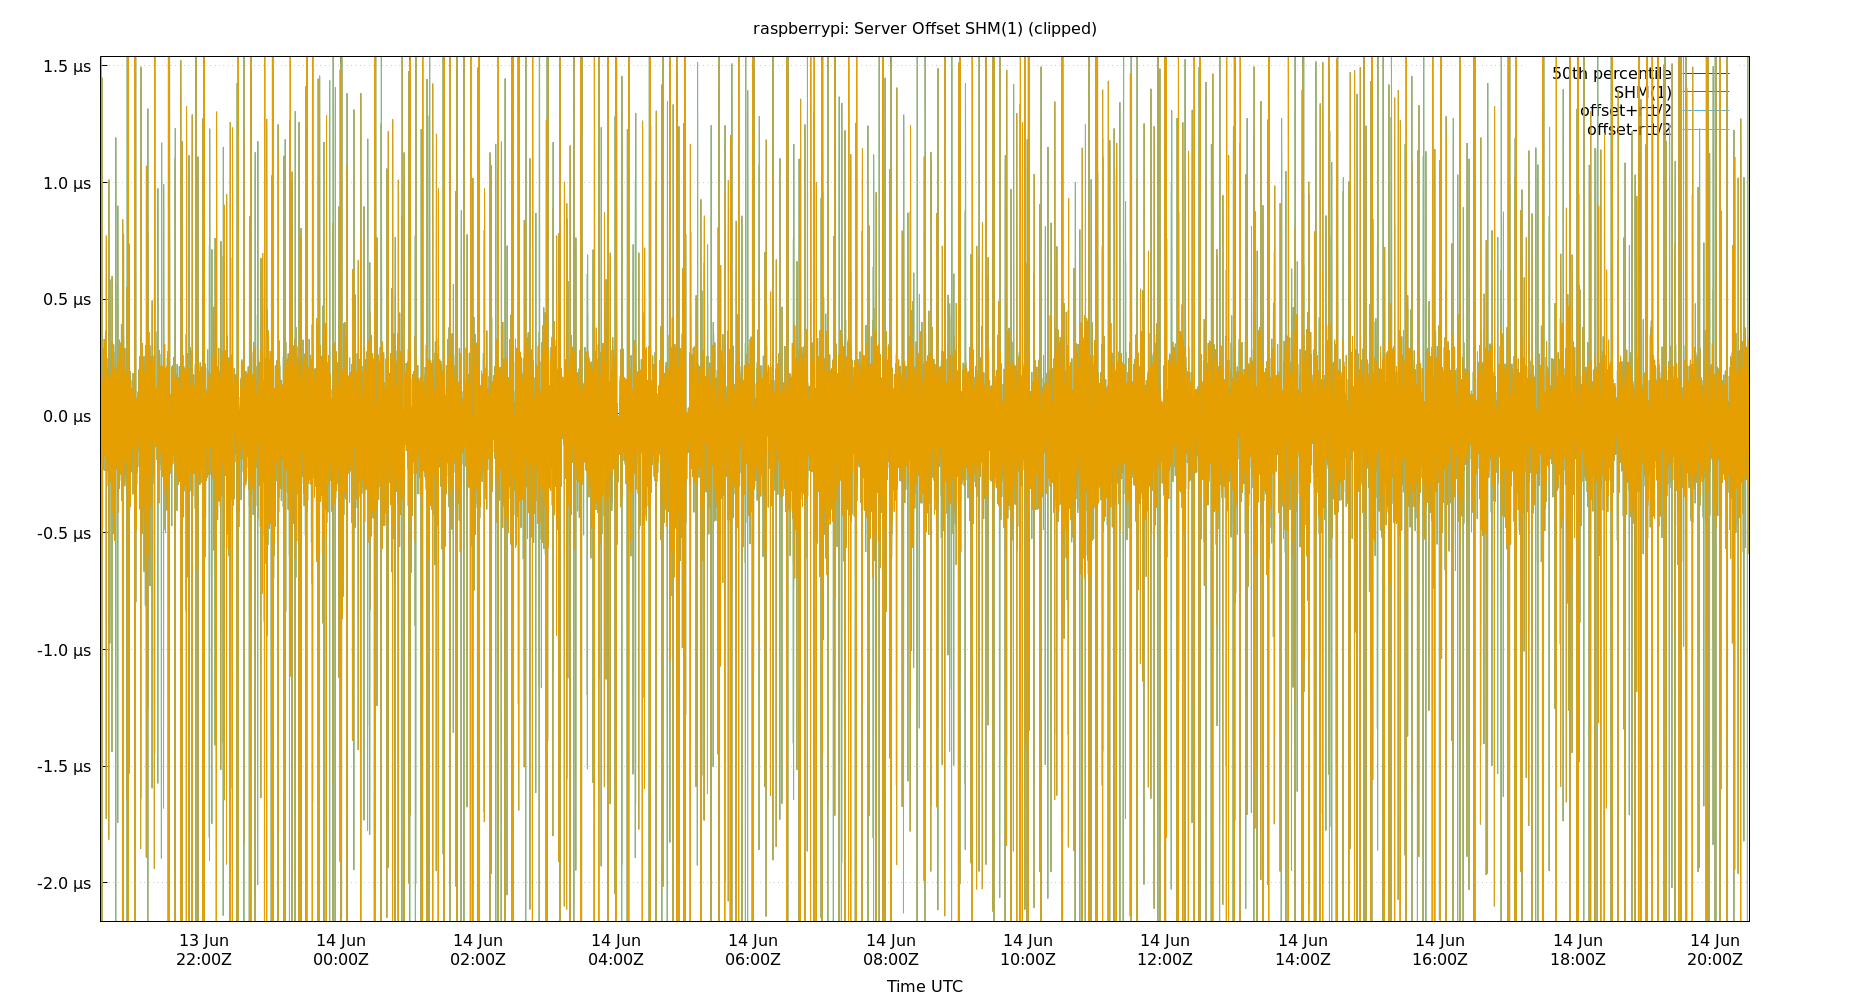 raspberrypi: Server Offset SHM(1) (clipped)
50th percentile
SHM(1)
offset+rtt/2
offset-rtt/2
1.5 µs
1.0 µs
0.5 µs
0.0 µs
-0.5 µs
-1.0 µs
-1.5 µs
-2.0 µs
13 Jun 14 Jun 14 Jun 14 Jun 14 Jun 14 Jun 14 Jun 14 Jun 14 Jun 14 Jun 14 Jun 14 Jun
22:00Z 00:00Z 02:00Z 04:00Z 06:00Z 08:00Z 10:00Z 12:00Z 14:00Z 16:00Z 18:00Z 20:00Z
Time UTC